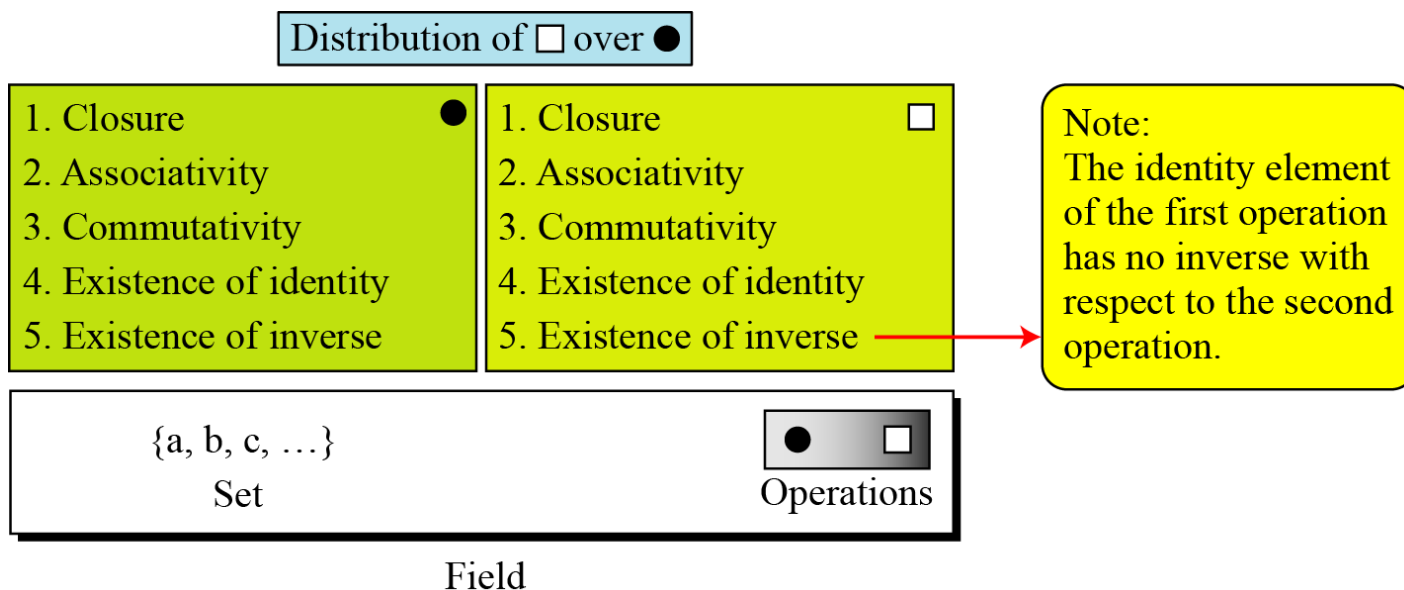 Distribution of □ over ●
1. Closure ●
2. Associativity
3. Commutativity
4. Existence of identity
5. Existence of inverse
1. Closure □
2. Associativity
3. Commutativity
4. Existence of identity
5. Existence of inverse
Note:
The identity element
of the first operation
has no inverse with
respect to the second
operation.
{a, b, c, …}
Set
● □
Operations
Field